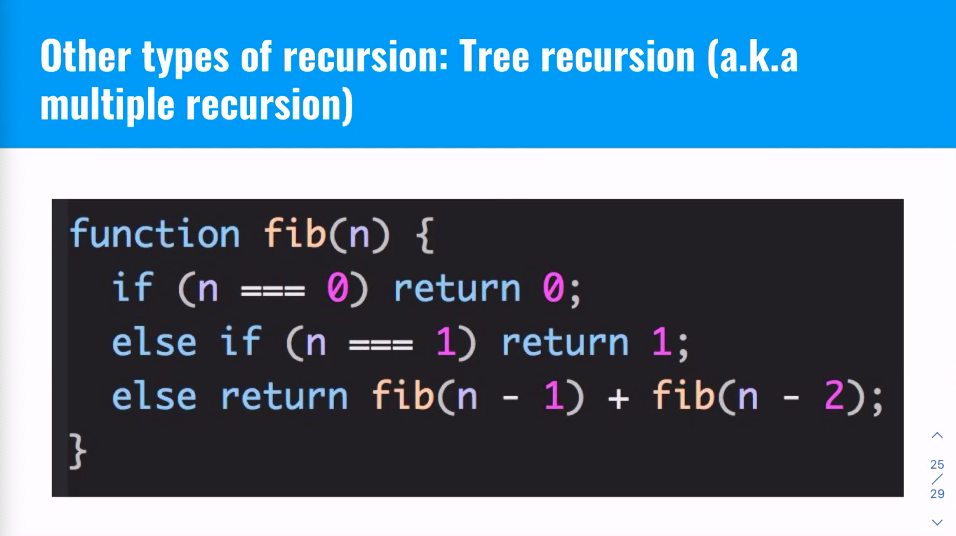 Other types of recursion: Tree recursion (a.k.a
multiple recursion)
function fib(n) {
  if (n === 0) return 0;
  else if (n === 1) return 1;
  else return fib(n - 1) + fib(n - 2);
}
25
/
29